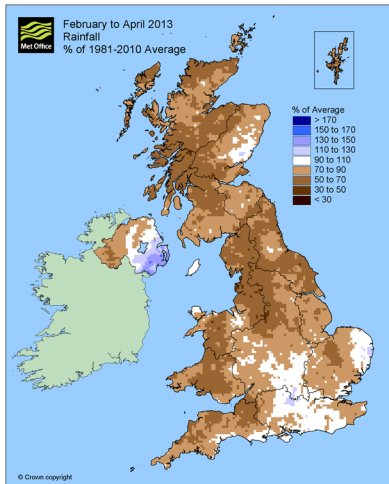 Met Office
February to April 2013
Rainfall
% of 1981-2010 Average
% of Average
> 170
150 to 170
130 to 150
110 to 130
90 to 110
70 to 90
50 to 70
30 to 50
< 30
© Crown copyright